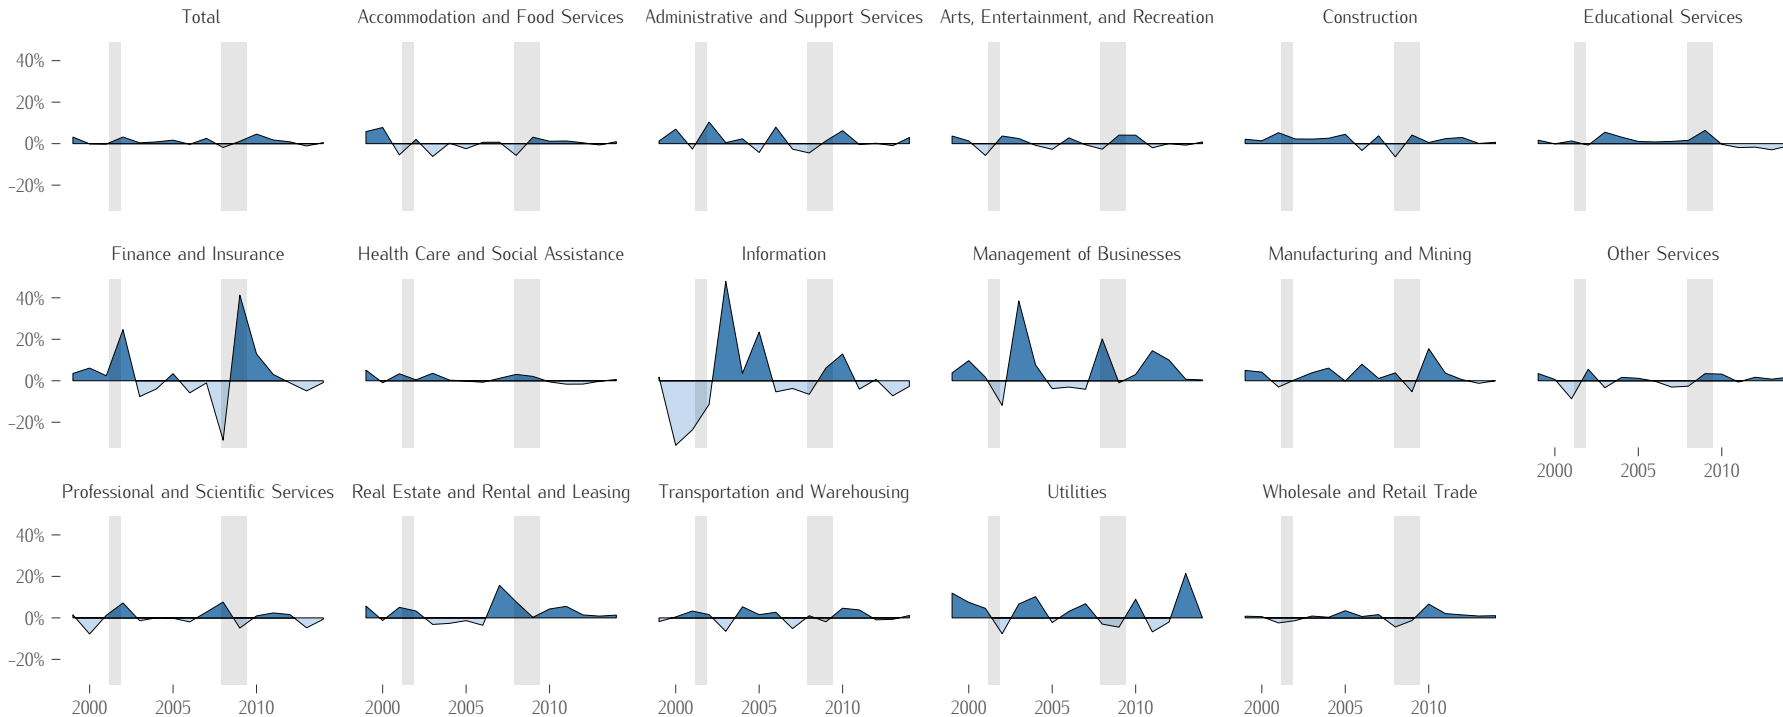 Total
Accommodation and Food Services
Administrative and Support Services
Arts, Entertainment, and Recreation
Construction
Educational Services
40%
20%
0%
−20%
Finance and Insurance
Health Care and Social Assistance
Information
Management of Businesses
Manufacturing and Mining
Other Services
40%
20%
0%
−20%
2000 2005 2010
Professional and Scientific Services
Real Estate and Rental and Leasing
Transportation and Warehousing
Utilities
Wholesale and Retail Trade
40%
20%
0%
−20%
2000 2005 2010
2000 2005 2010
2000 2005 2010
2000 2005 2010
2000 2005 2010